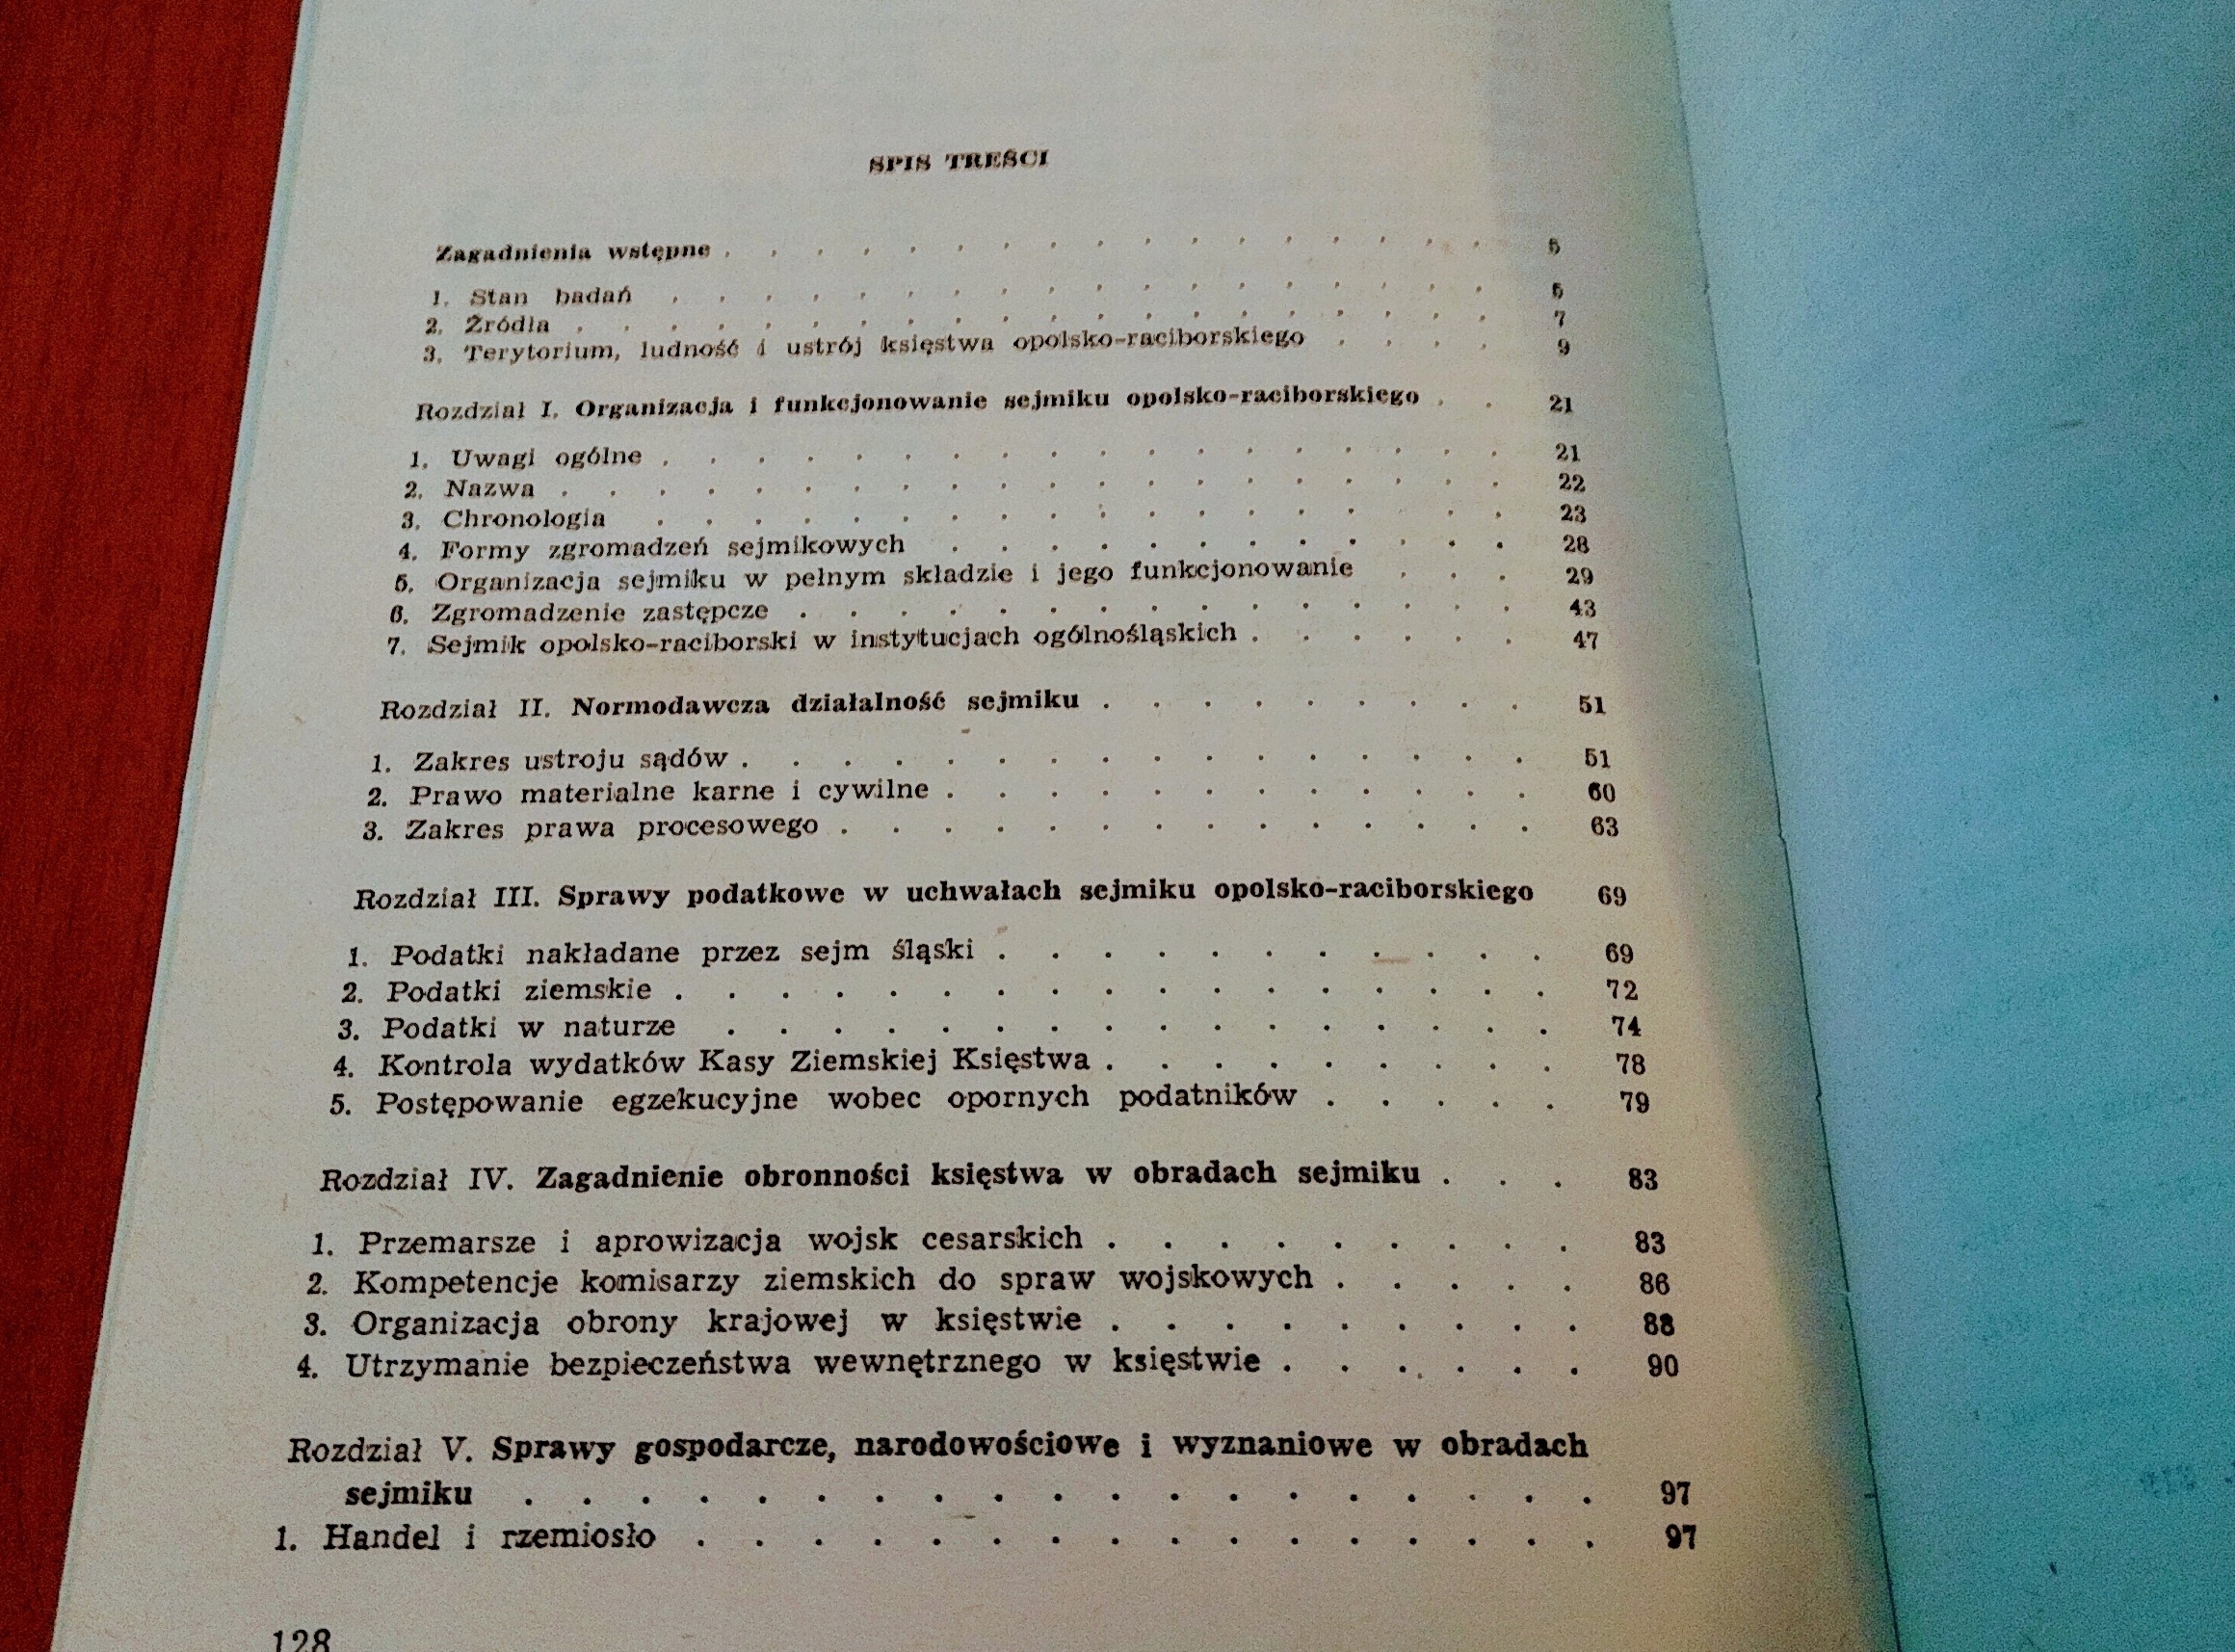 SPIS TREŚCI
Zagadnienia wstępne . . . . . . . . . . . . . . . . . 5
1. Stan badań . . . . . . . . . . . . . . . . . . 5
2. Źródła . . . . . . . . . . . . . . . . . . . . 7
3. Terytorium, ludność i ustrój księstwa opolsko-raciborskiego . . . . 9
Rozdział I. Organizacja i funkcjonowanie sejmiku opolsko-raciborskiego . . 21
1. Uwagi ogólne . . . . . . . . . . . . . . . . . . 21
2. Nazwa . . . . . . . . . . . . . . . . . . . . 22
3. Chronologia . . . . . . . . . . . . . . . . . . 23
4. Formy zgromadzeń sejmikowych . . . . . . . . . . . . 28
5. Organizacja sejmiku w pełnym składzie i jego funkcjonowanie . . . 29
6. Zgromadzenie zastępcze . . . . . . . . . . . . . . . 43
7. Sejmik opolsko-raciborski w instytucjach ogólnośląskich . . . . . . 47
Rozdział II. Normodawcza działalność sejmiku . . . . . . . . . 51
1. Zakres ustroju sądów . . . . . . . . . . . . . . . . 51
2. Prawo materialne karne i cywilne . . . . . . . . . . . . 60
3. Zakres prawa procesowego . . . . . . . . . . . . . . 63
Rozdział III. Sprawy podatkowe w uchwałach sejmiku opolsko-raciborskiego 69
1. Podatki nakładane przez sejm śląski . . . . . . . . . . . 69
2. Podatki ziemskie . . . . . . . . . . . . . . . . . 72
3. Podatki w naturze . . . . . . . . . . . . . . . . 74
4. Kontrola wydatków Kasy Ziemskiej Księstwa . . . . . . . . . 78
5. Postępowanie egzekucyjne wobec opornych podatników . . . . . 79
Rozdział IV. Zagadnienie obronności księstwa w obradach sejmiku . . . 83
1. Przemarsze i aprowizacja wojsk cesarskich . . . . . . . . . 83
2. Kompetencje komisarzy ziemskich do spraw wojskowych . . . . . 86
3. Organizacja obrony krajowej w księstwie . . . . . . . . . 88
4. Utrzymanie bezpieczeństwa wewnętrznego w księstwie . . . . . . 90
Rozdział V. Sprawy gospodarcze, narodowościowe i wyznaniowe w obradach
sejmiku . . . . . . . . . . . . . . . . . . . 97
1. Handel i rzemiosło . . . . . . . . . . . . . . . . 97
128